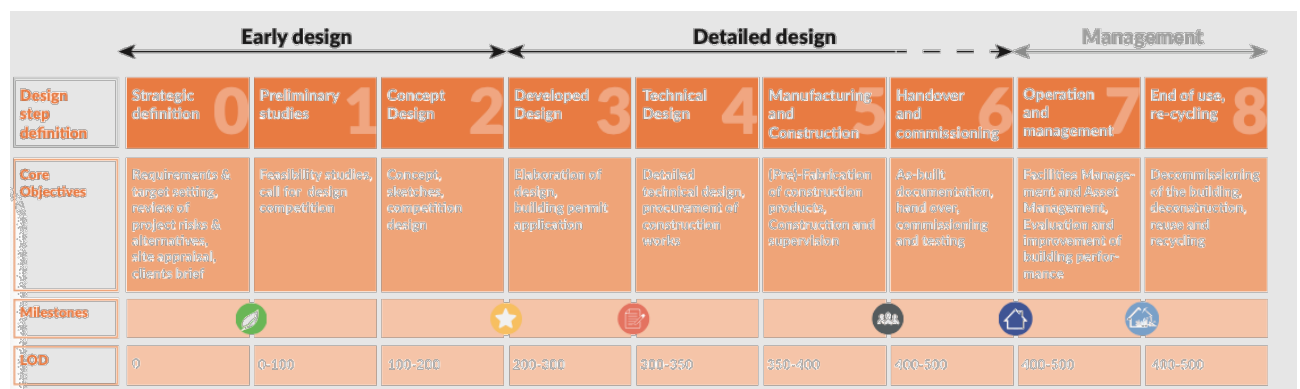 Early design
Detailed design
Management
Design
step
definition
Strategic
definition
0
Preliminary
studies
1
Concept
Design
2
Developed
Design
3
Technical
Design
4
Manufacturing
and
Construction
5
Handover
and
commissioning
6
Operation
and
management
7
End of use,
re-cycling
8
Core
Objectives
Requirements &
target setting,
review of
project risks &
alternatives,
site appraisal,
clients brief
Feasibility studies,
call for design
competition
Concept,
sketches,
competition
design
Elaboration of
design,
building permit
application
Detailed
technical design,
procurement of
construction
works
(Pre)-Fabrication
of construction
products,
Construction and
supervision
As-built
documentation,
hand over,
commissioning
and testing
Facilities Manage-
ment and Asset
Management,
Evaluation and
improvement of
building perfor-
mance
Decommissioning
of the building,
deconstruction,
reuse and
recycling
Milestones
LOD
0-100
100-200
200-300
300-350
350-400
400-500
400-500
400-500